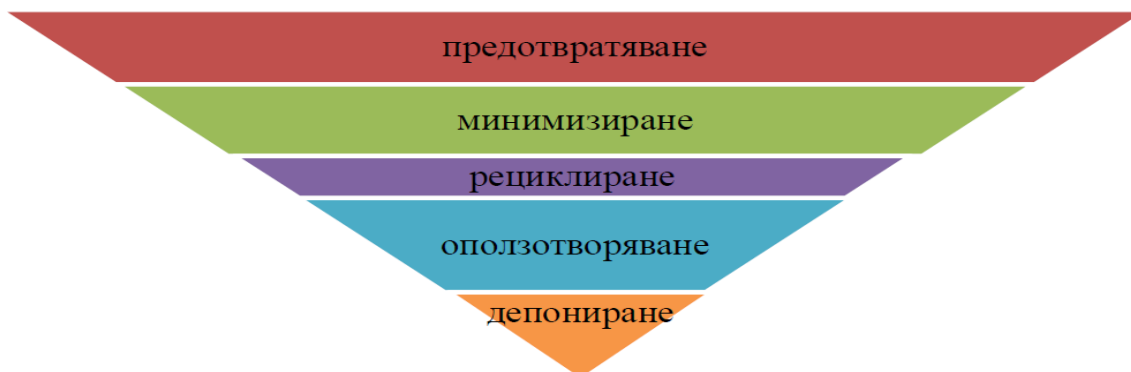 предотвратяване
минимизиране
рециклиране
оползотворяване
депониране